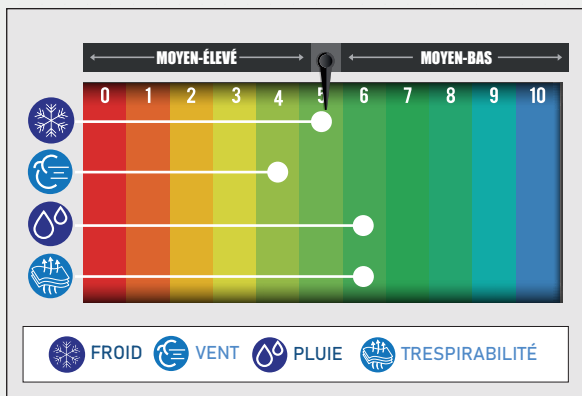 MOYEN-ÉLEVÉ MOYEN-BAS
0 1 2 3 4 5 6 7 8 9 10
FROID VENT PLUIE TRESPIRABILITÉ